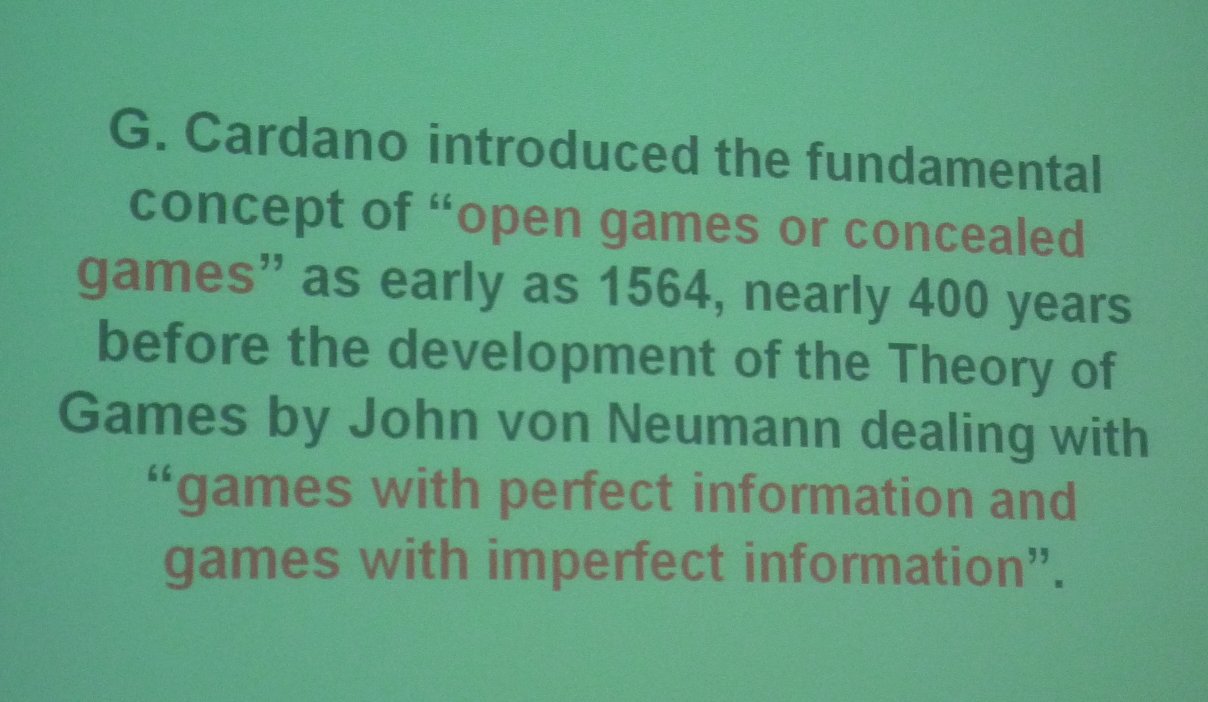 G. Cardano introduced the fundamental
concept of “open games or concealed
games” as early as 1564, nearly 400 years
before the development of the Theory of
Games by John von Neumann dealing with
“games with perfect information and
games with imperfect information”.